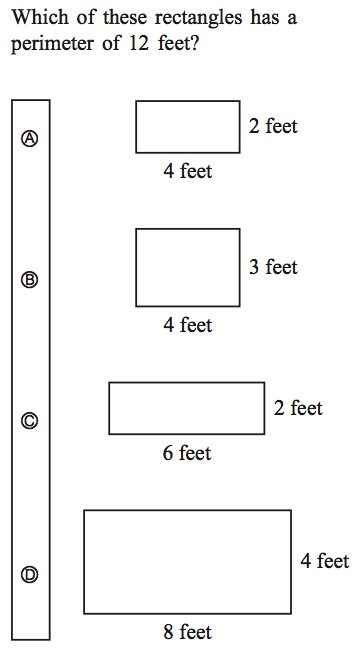 Which of these rectangles has a
perimeter of 12 feet?
Ⓐ
2 feet
4 feet
Ⓑ
3 feet
4 feet
Ⓒ
2 feet
6 feet
Ⓓ
4 feet
8 feet